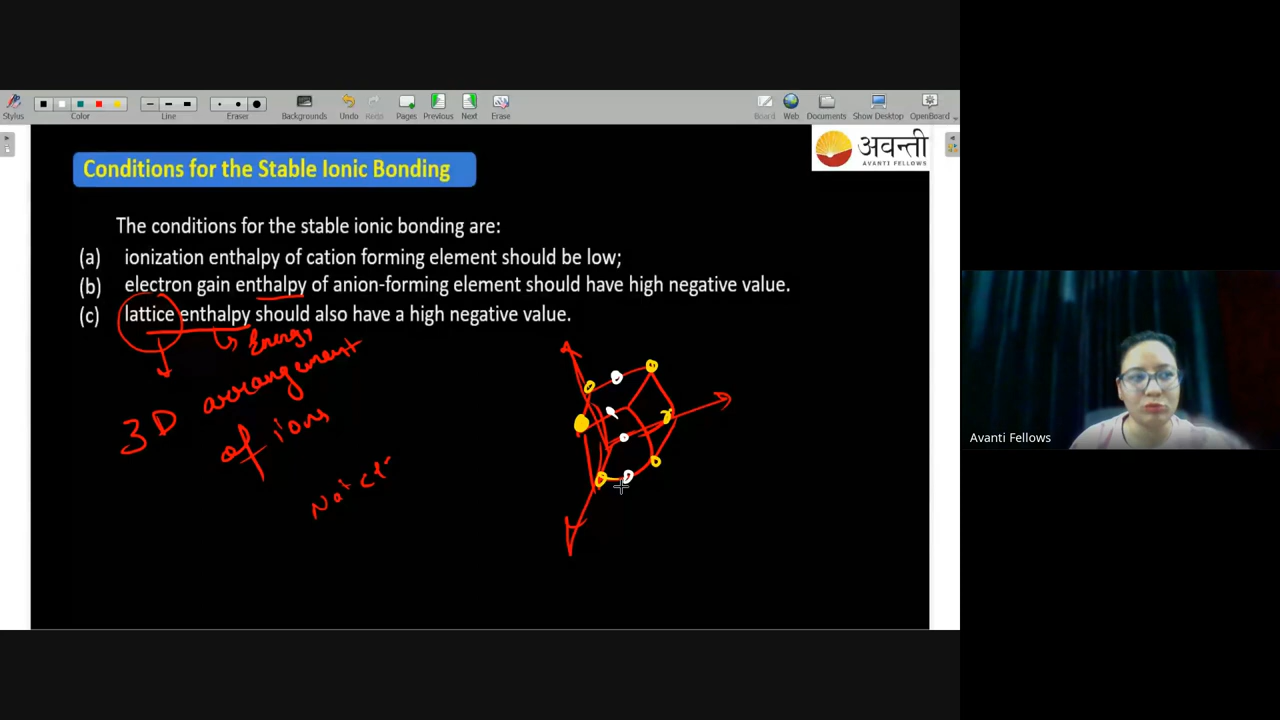 Stylus
Color
Line
Eraser
Backgrounds
Undo
Redo
Pages
Previous
Next
Erase
Board
Web
Documents
Show Desktop
OpenBoard
अवन्ती
AVANTI FELLOWS
Conditions for the Stable Ionic Bonding
The conditions for the stable ionic bonding are:
(a) ionization enthalpy of cation forming element should be low;
(b) electron gain enthalpy of anion-forming element should have high negative value.
(c) lattice enthalpy should also have a high negative value.
Energy
3D arrangement
of ions
Na+ Cl-
Avanti Fellows